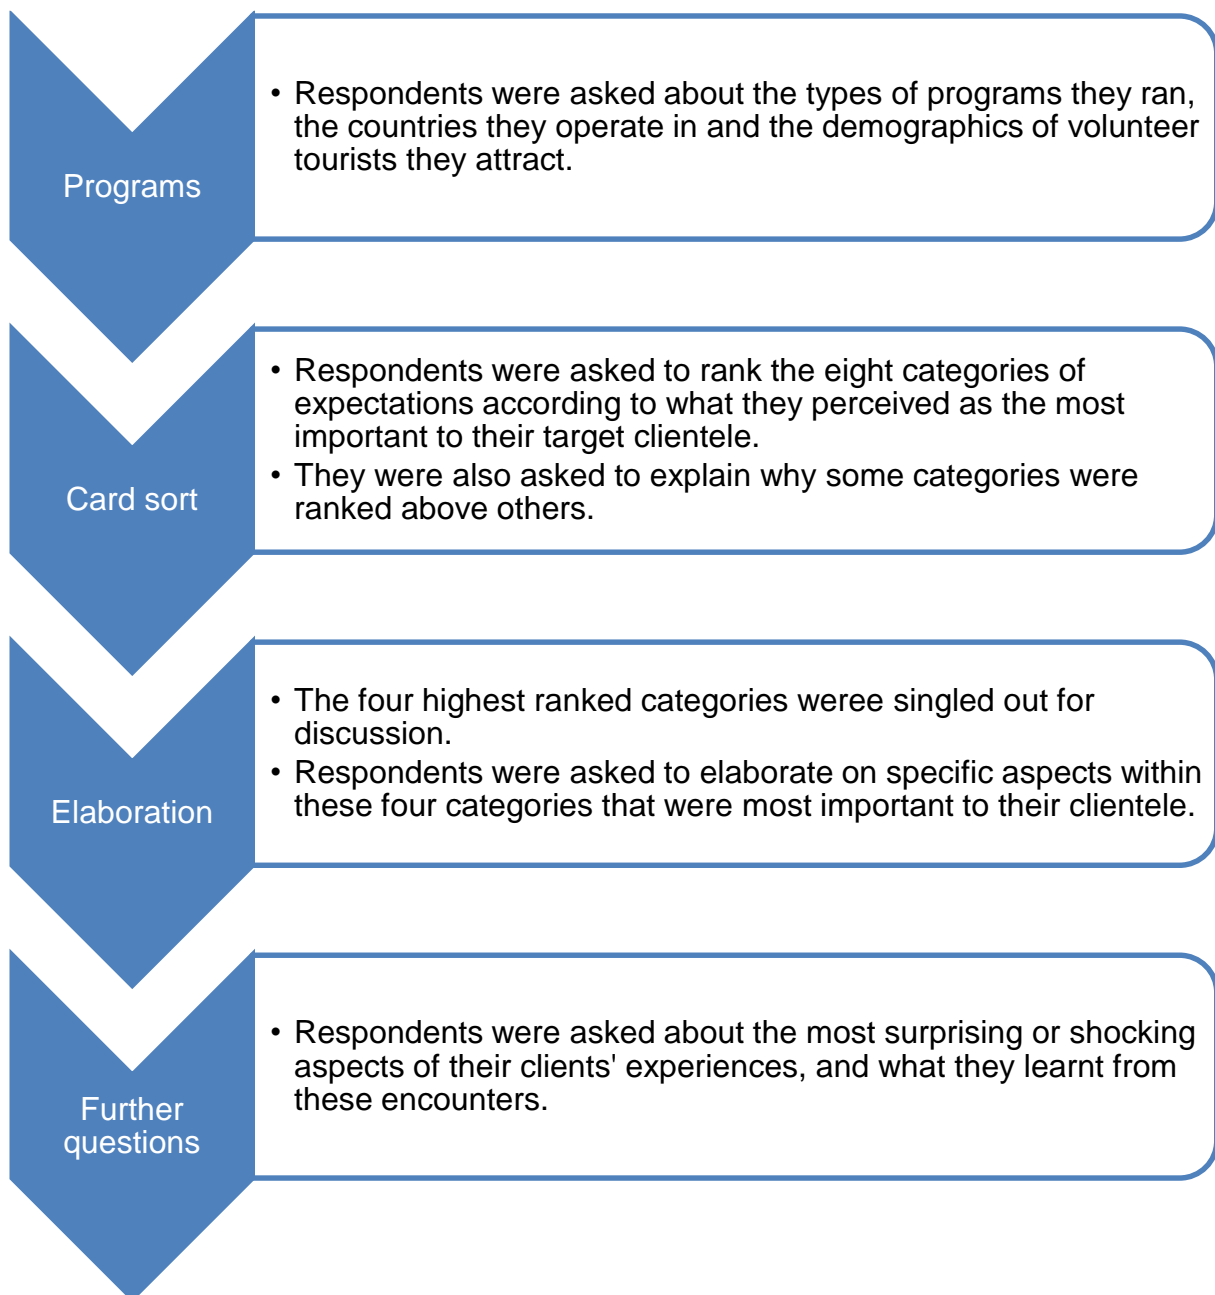 Programs
• Respondents were asked about the types of programs they ran,
the countries they operate in and the demographics of volunteer
tourists they attract.
Card sort
• Respondents were asked to rank the eight categories of
expectations according to what they perceived as the most
important to their target clientele.
• They were also asked to explain why some categories were
ranked above others.
Elaboration
• The four highest ranked categories weree singled out for
discussion.
• Respondents were asked to elaborate on specific aspects within
these four categories that were most important to their clientele.
Further
questions
• Respondents were asked about the most surprising or shocking
aspects of their clients' experiences, and what they learnt from
these encounters.